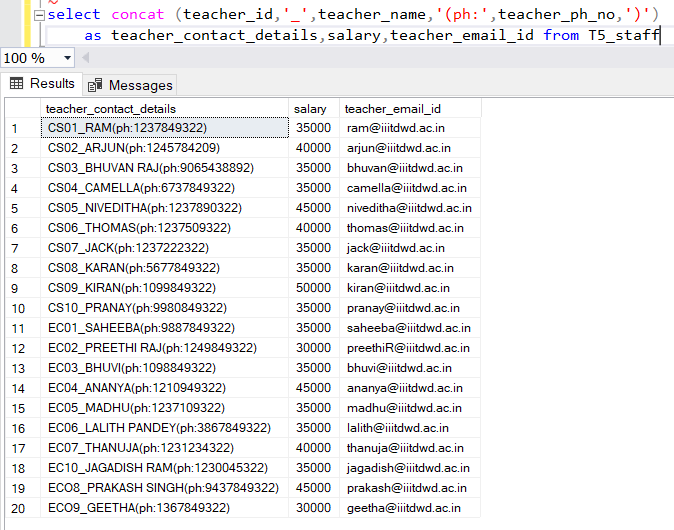 select concat (teacher_id,'_',teacher_name,'(ph:',teacher_ph_no,')')
as teacher_contact_details,salary,teacher_email_id from T5_staff
100 %
Results Messages
teacher_contact_details salary teacher_email_id
1 CS01_RAM(ph:1237849322) 35000 ram@iiitdwd.ac.in
2 CS02_ARJUN(ph:1245784209) 40000 arjun@iiitdwd.ac.in
3 CS03_BHUVAN RAJ(ph:9065438892) 35000 bhuvan@iiitdwd.ac.in
4 CS04_CAMELLA(ph:6737849322) 35000 camella@iiitdwd.ac.in
5 CS05_NIVEDITHA(ph:1237890322) 45000 niveditha@iiitdwd.ac.in
6 CS06_THOMAS(ph:1237509322) 40000 thomas@iiitdwd.ac.in
7 CS07_JACK(ph:1237222322) 35000 jack@iiitdwd.ac.in
8 CS08_KARAN(ph:5677849322) 35000 karan@iiitdwd.ac.in
9 CS09_KIRAN(ph:1099849322) 50000 kiran@iiitdwd.ac.in
10 CS10_PRANAY(ph:9980849322) 35000 pranay@iiitdwd.ac.in
11 EC01_SAHEEBA(ph:9887849322) 35000 saheeba@iiitdwd.ac.in
12 EC02_PREETHI RAJ(ph:1249849322) 30000 preethiR@iiitdwd.ac.in
13 EC03_BHUVI(ph:1098849322) 35000 bhuvi@iiitdwd.ac.in
14 EC04_ANANYA(ph:1210949322) 45000 ananya@iiitdwd.ac.in
15 EC05_MADHU(ph:1237109322) 35000 madhu@iiitdwd.ac.in
16 EC06_LALITH PANDEY(ph:3867849322) 35000 lalith@iiitdwd.ac.in
17 EC07_THANUJA(ph:1231234322) 40000 thanuja@iiitdwd.ac.in
18 EC10_JAGADISH RAM(ph:1230045322) 35000 jagadish@iiitdwd.ac.in
19 ECO8_PRAKASH SINGH(ph:9437849322) 45000 prakash@iiitdwd.ac.in
20 ECO9_GEETHA(ph:1367849322) 30000 geetha@iiitdwd.ac.in